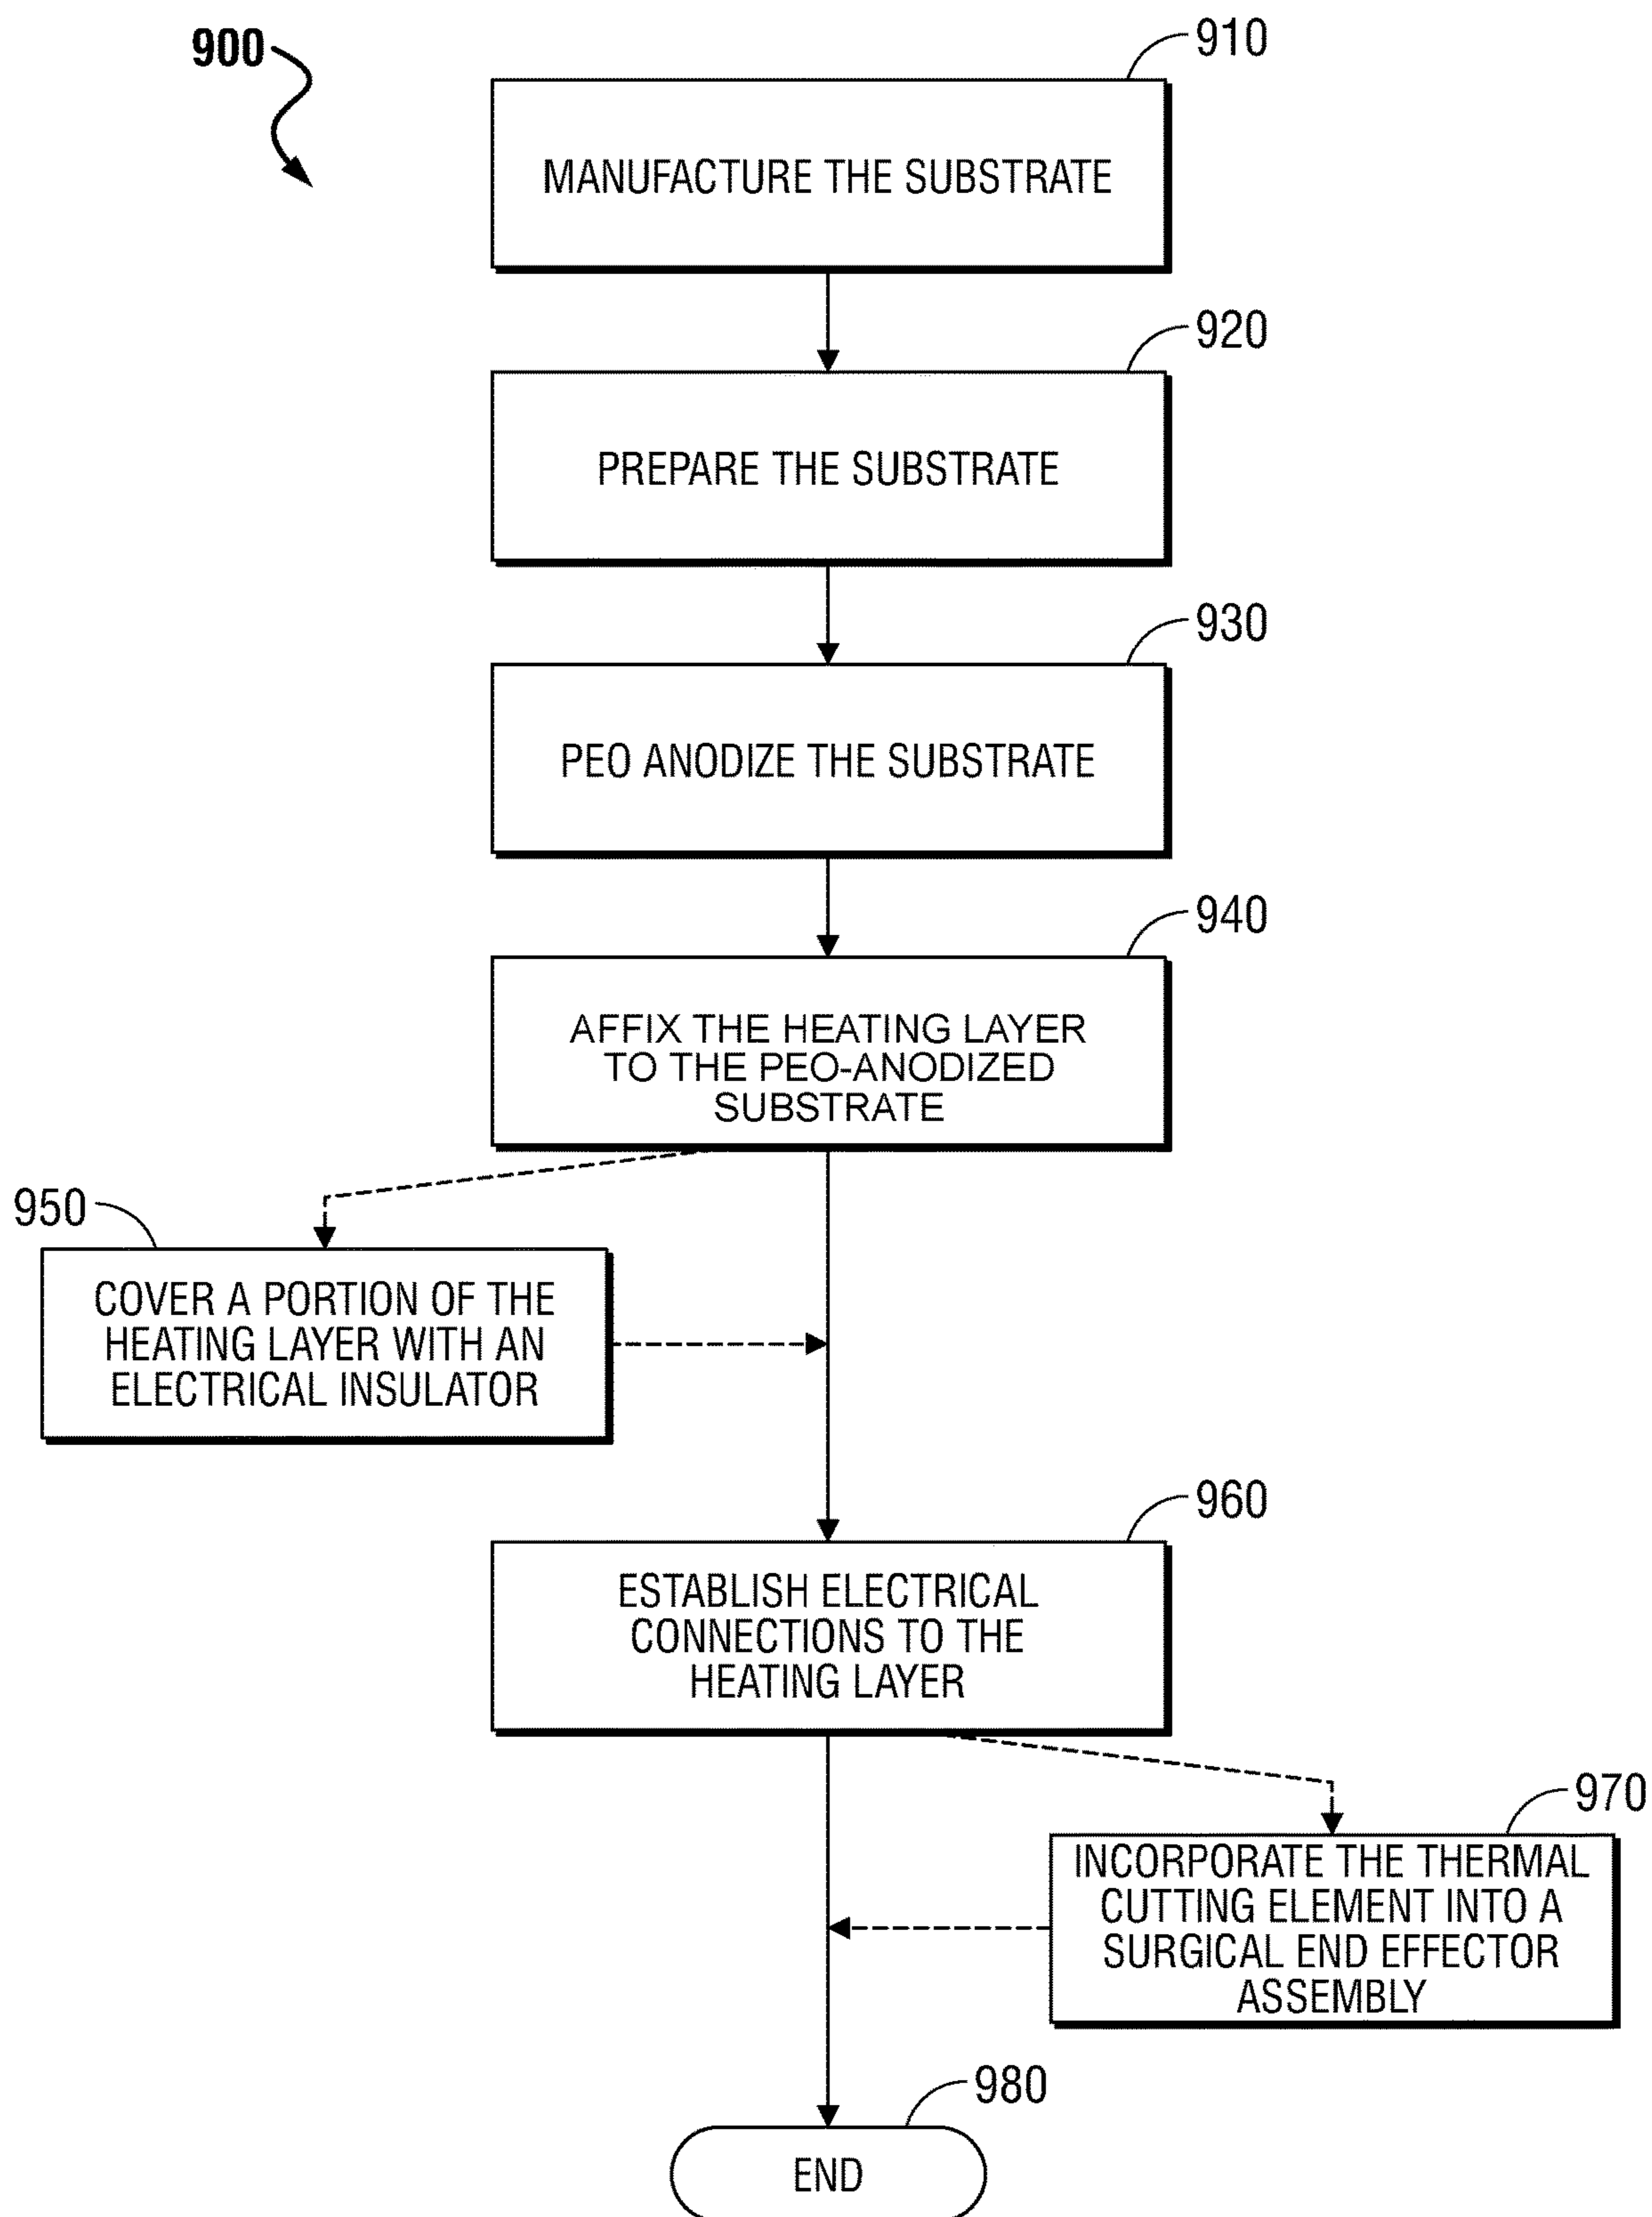 900
910
MANUFACTURE THE SUBSTRATE
920
PREPARE THE SUBSTRATE
930
PEO ANODIZE THE SUBSTRATE
940
AFFIX THE HEATING LAYER
TO THE PEO-ANODIZED
SUBSTRATE
950
COVER A PORTION OF THE
HEATING LAYER WITH AN
ELECTRICAL INSULATOR
960
ESTABLISH ELECTRICAL
CONNECTIONS TO THE
HEATING LAYER
970
INCORPORATE THE THERMAL
CUTTING ELEMENT INTO A
SURGICAL END EFFECTOR
ASSEMBLY
980
END